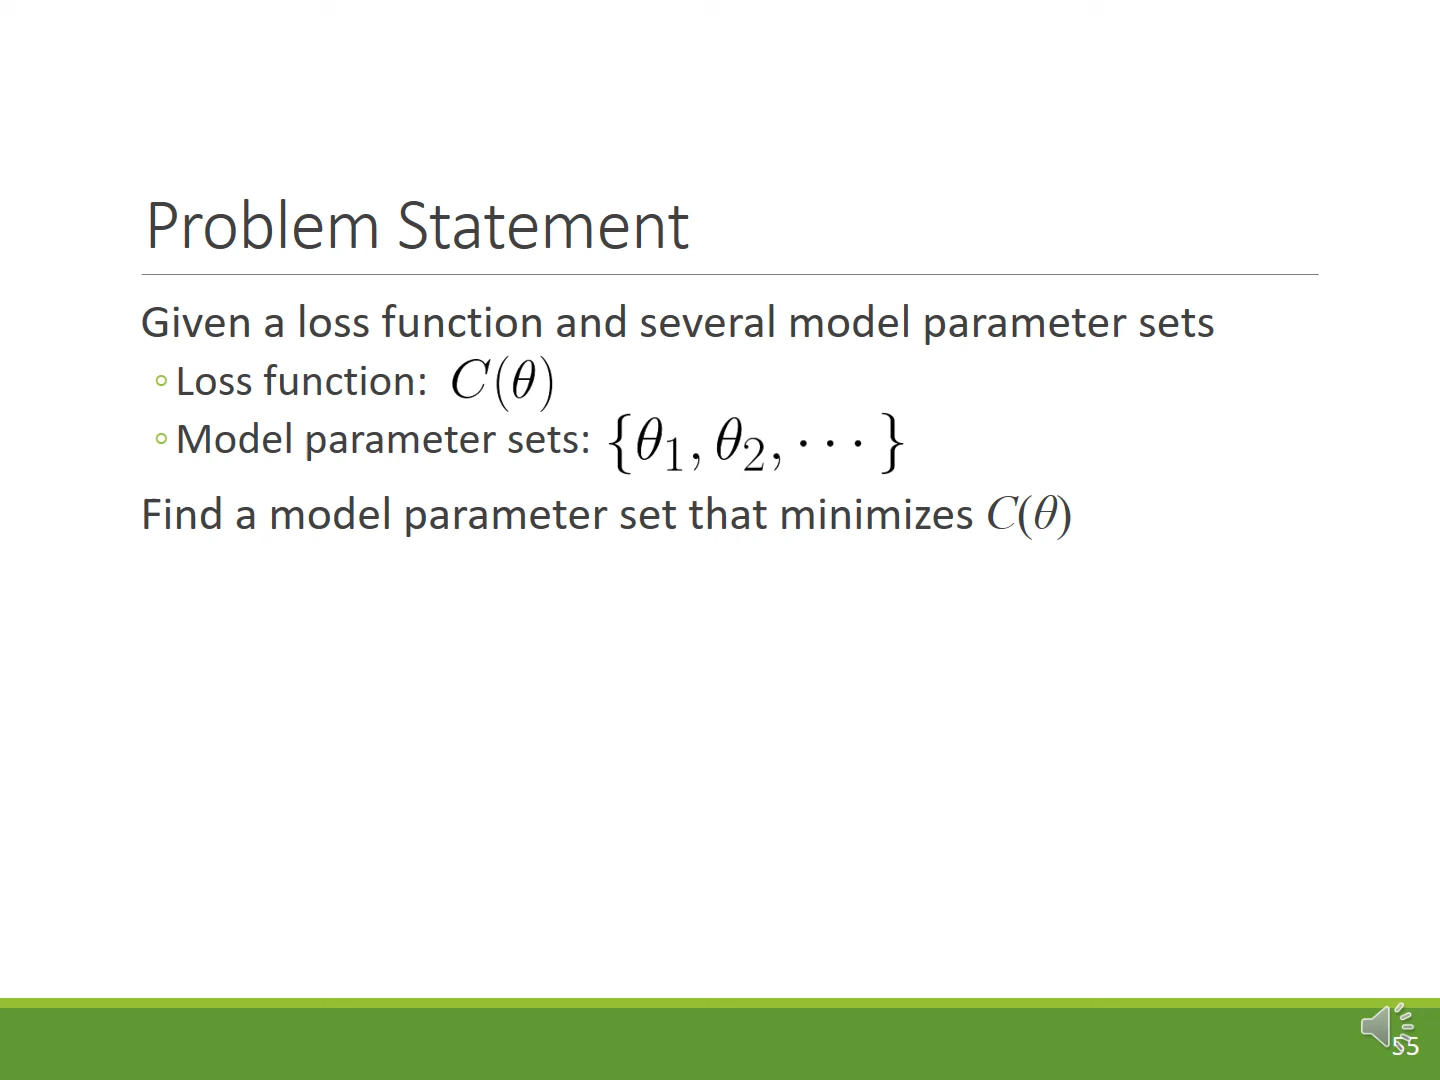 Problem Statement
Given a loss function and several model parameter sets
◦ Loss function: C(θ)
◦ Model parameter sets: {θ₁, θ₂, ⋯ }
Find a model parameter set that minimizes C(θ)
55